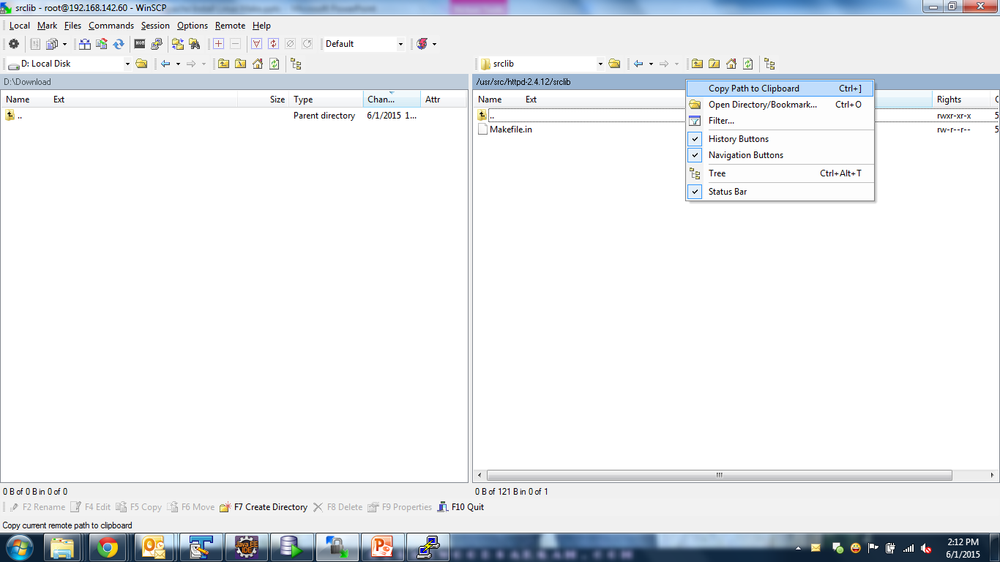 srclib - root@192.168.142.60 - WinSCP
Microsoft PowerPoint
Local Mark Files Commands Session Options Remote Help
Default
D: Local Disk
srclib
D:\Download
/usr/src/httpd-2.4.12/srclib
Name Ext Size Type Chan... Attr
Name Ext Rights
.. Parent directory 6/1/2015 1...
.. rwxr-xr-x 5
Makefile.in rw-r--r-- 5
Copy Path to Clipboard Ctrl+]
Open Directory/Bookmark... Ctrl+O
Filter...
History Buttons
Navigation Buttons
Tree Ctrl+Alt+T
Status Bar
0 B of 0 B in 0 of 0
0 B of 121 B in 0 of 1
F2 Rename F4 Edit F5 Copy F6 Move F7 Create Directory F8 Delete F9 Properties F10 Quit
Copy current remote path to clipboard
Java EE
IDE
2:12 PM
6/1/2015